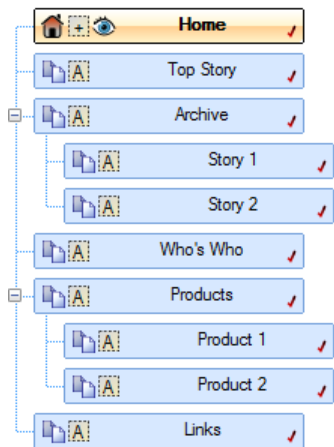 Home
A Top Story
A Archive
A Story 1
A Story 2
A Who's Who
A Products
A Product 1
A Product 2
A Links